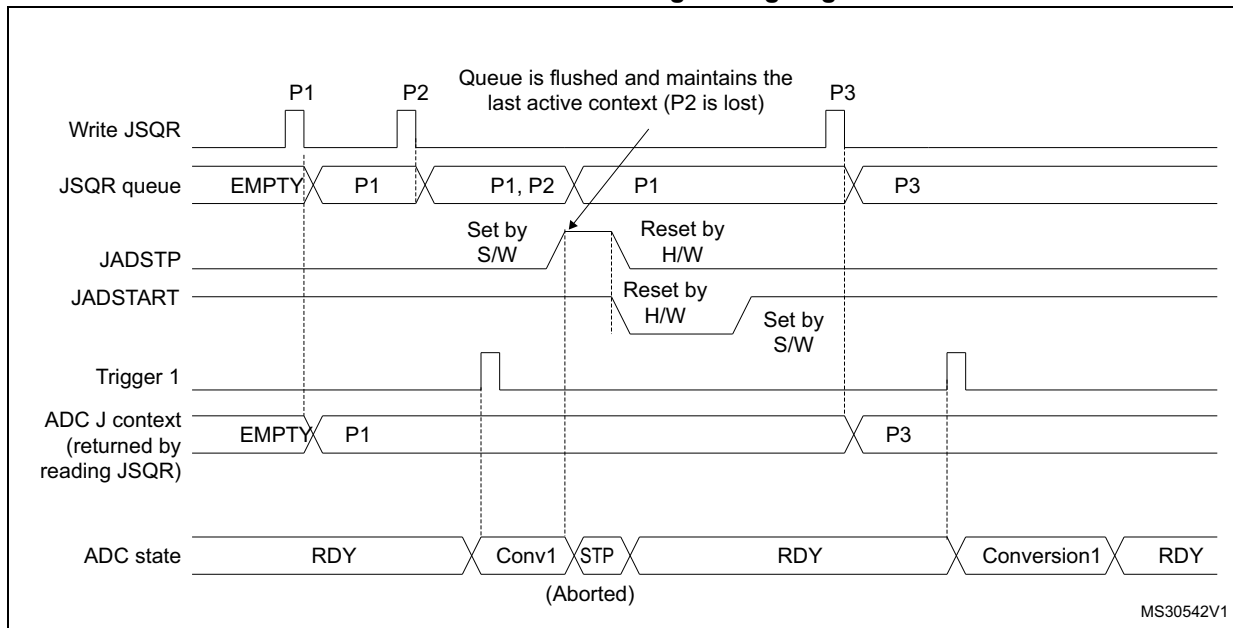 Queue is flushed and maintains the
last active context (P2 is lost)
P1
P2
P3
Write JSQR
JSQR queue
EMPTY
P1
P1, P2
P1
P3
Set by
S/W
Reset by
H/W
JADSTP
JADSTART
Reset by
H/W
Set by
S/W
Trigger 1
ADC J context
(returned by
reading JSQR)
EMPTY
P1
P3
ADC state
RDY
Conv1
STP
RDY
Conversion1
RDY
(Aborted)
MS30542V1